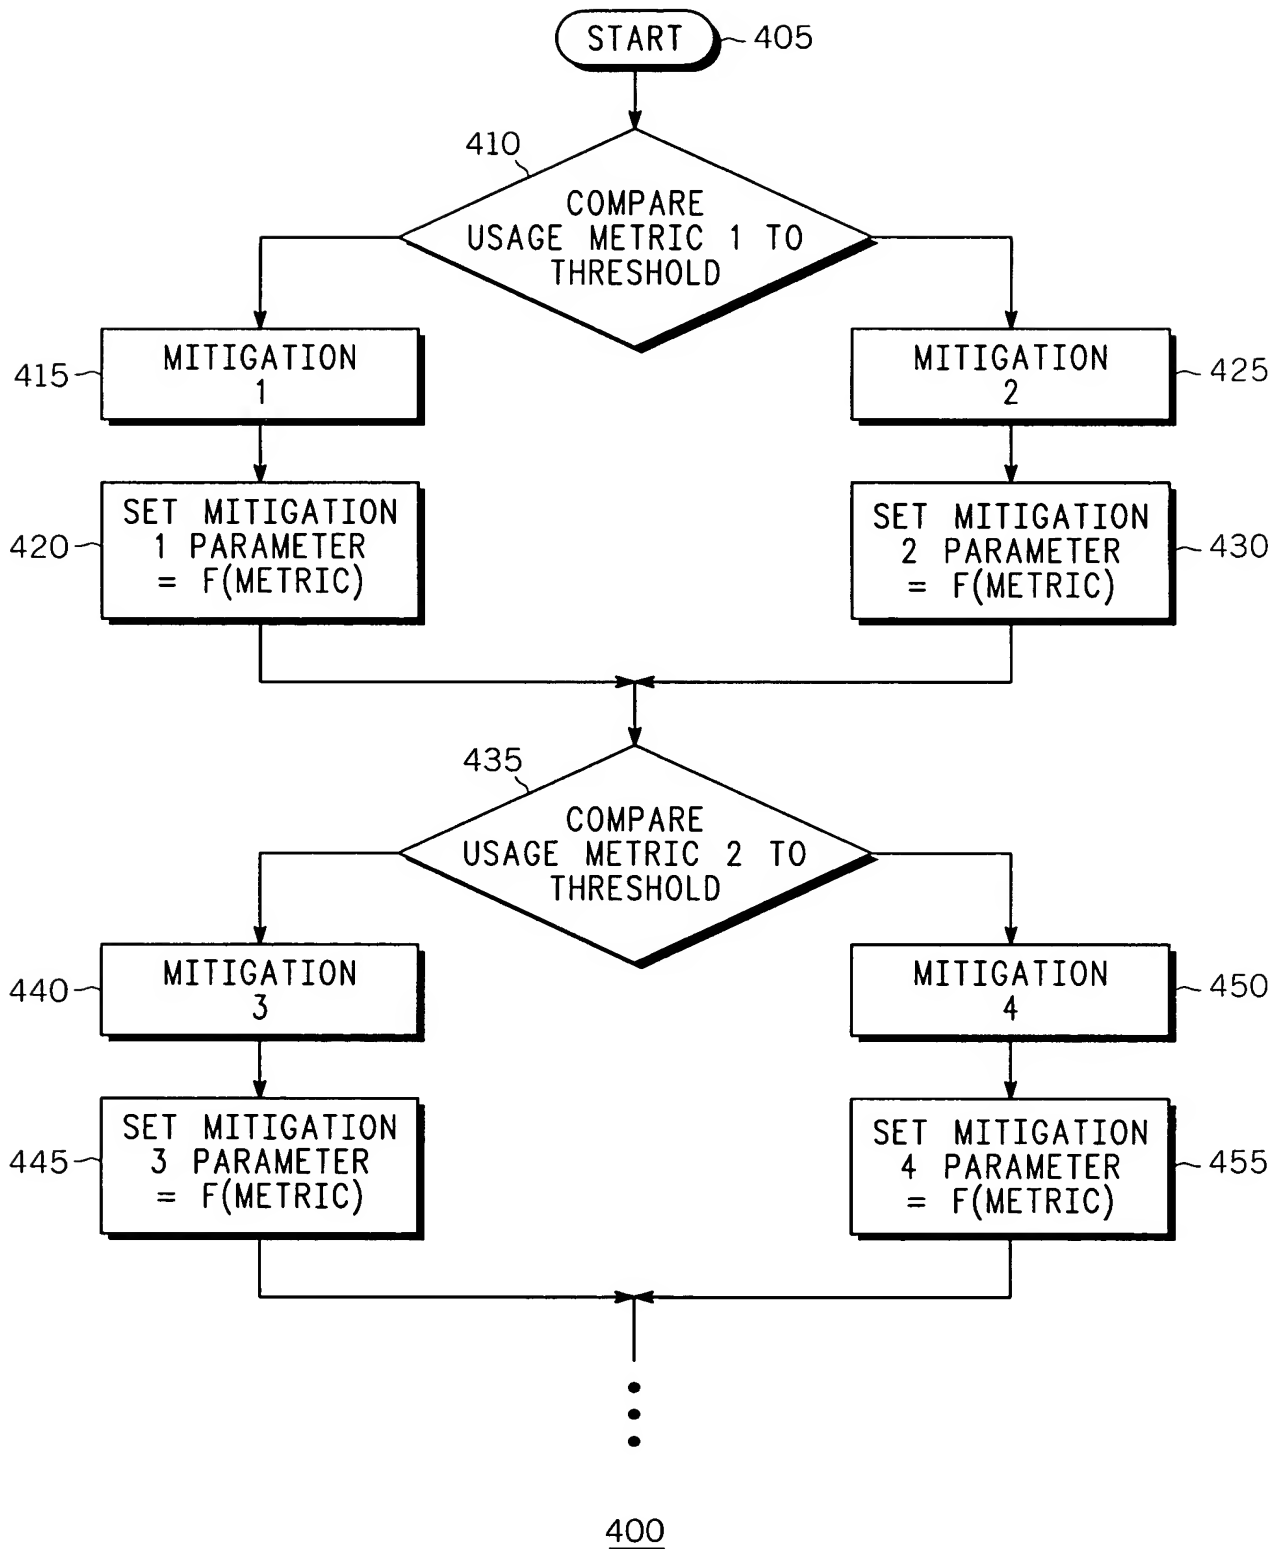 START
405
410
COMPARE
USAGE METRIC 1 TO
THRESHOLD
MITIGATION
1
415
MITIGATION
2
425
SET MITIGATION
1 PARAMETER
= F(METRIC)
420
SET MITIGATION
2 PARAMETER
= F(METRIC)
430
435
COMPARE
USAGE METRIC 2 TO
THRESHOLD
MITIGATION
3
440
MITIGATION
4
450
SET MITIGATION
3 PARAMETER
= F(METRIC)
445
SET MITIGATION
4 PARAMETER
= F(METRIC)
455
400